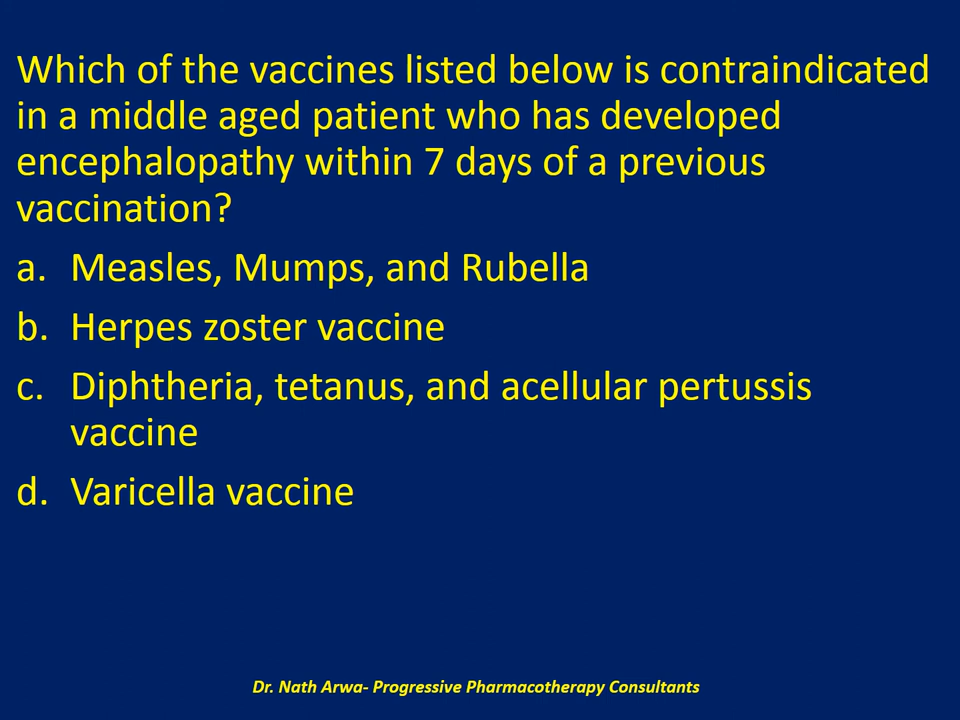 Which of the vaccines listed below is contraindicated
in a middle aged patient who has developed
encephalopathy within 7 days of a previous
vaccination?
a. Measles, Mumps, and Rubella
b. Herpes zoster vaccine
c. Diphtheria, tetanus, and acellular pertussis
vaccine
d. Varicella vaccine
Dr. Nath Arwa- Progressive Pharmacotherapy Consultants